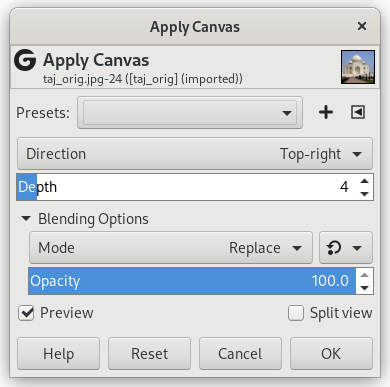 Apply Canvas
Apply Canvas
taj_orig.jpg-24 ([taj_orig] (imported))
Presets:
Direction Top-right
Depth 4
Blending Options
Mode Replace
Opacity 100.0
Preview Split view
Help Reset Cancel OK